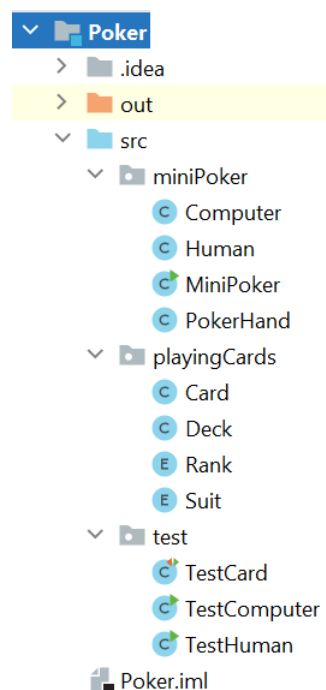 Poker
.idea
out
src
miniPoker
C Computer
C Human
C MiniPoker
C PokerHand
playingCards
C Card
C Deck
E Rank
E Suit
test
C TestCard
C TestComputer
C TestHuman
Poker.iml